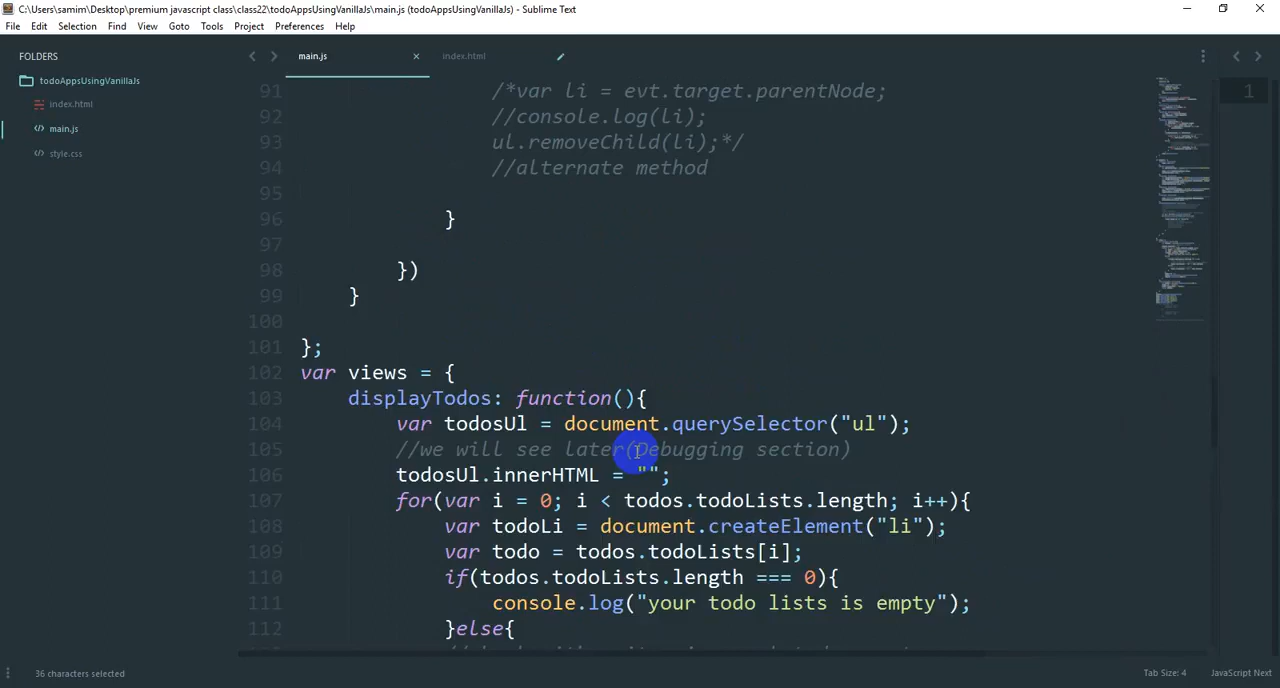 C:\Users\samim\Desktop\premium javascript class\class22\todoAppsUsingVanillaJs\main.js (todoAppsUsingVanillaJs) - Sublime Text
File Edit Selection Find View Goto Tools Project Preferences Help
FOLDERS
todoAppsUsingVanillaJs
index.html
main.js
style.css
main.js index.html
91 /*var li = evt.target.parentNode;
92 //console.log(li);
93 ul.removeChild(li);*/
94 //alternate method
95
96 }
97
98 })
99 }
100
101 };
102 var views = {
103 displayTodos: function(){
104 var todosUl = document.querySelector("ul");
105 //we will see later(Debugging section)
106 todosUl.innerHTML = "";
107 for(var i = 0; i < todos.todoLists.length; i++){
108 var todoLi = document.createElement("li");
109 var todo = todos.todoLists[i];
110 if(todos.todoLists.length === 0){
111 console.log("your todo lists is empty");
112 }else{
1
36 characters selected
Tab Size: 4 JavaScript Next